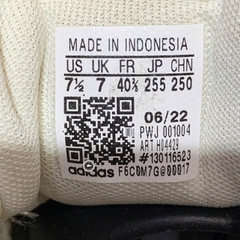 MADE IN INDONESIA
US UK FR JP CHN
7½ 7 40⅔ 255 250
06/22
PWJ 001004
ART H04429
#130116523
adidas F6C0M7G@00017